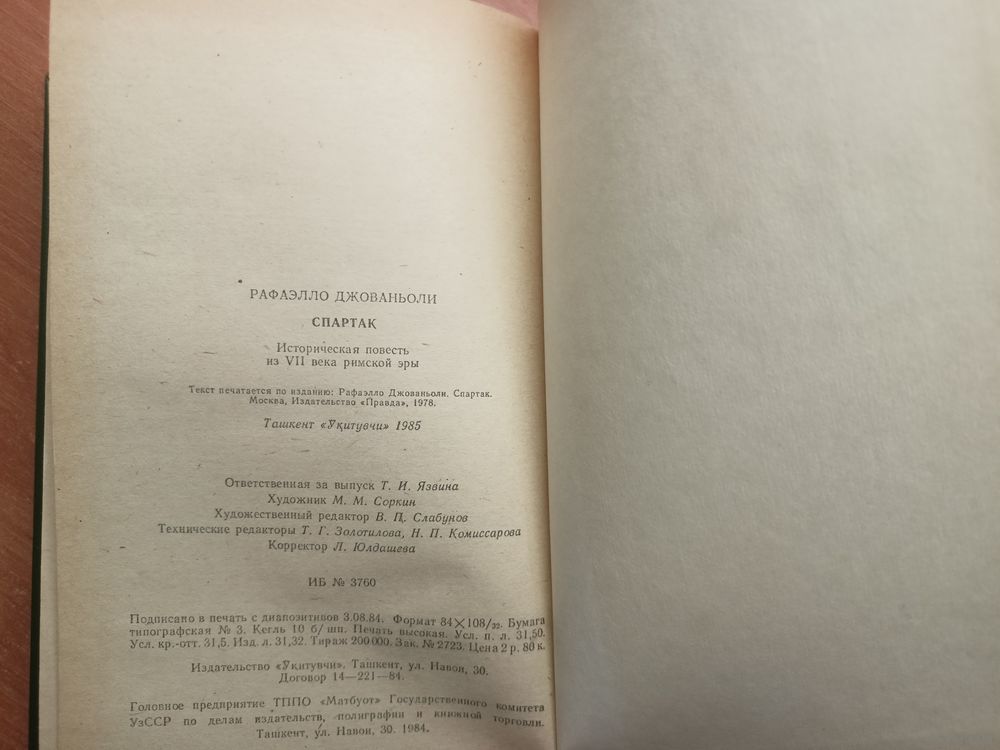 РАФАЭЛЛО ДЖОВАНЬОЛИ
СПАРТАК
Историческая повесть
из VII века римской эры
Текст печатается по изданию: Рафаэлло Джованьоли. Спартак.
Москва, Издательство «Правда», 1978.
Ташкент «Ўқитувчи» 1985
Ответственная за выпуск Т. И. Язвина
Художник М. М. Соркин
Художественный редактор В. П. Слабунов
Технические редакторы Т. Г. Золотилова, Н. П. Комиссарова
Корректор Л. Юлдашева
ИБ № 3760
Подписано в печать с диапозитивов 3.08.84. Формат 84×108/32. Бумага
типографская № 3. Кегль 10 б/шп. Печать высокая. Усл. п. л. 31,50.
Усл. кр.-отт. 31,5. Изд. л. 31,32. Тираж 200000. Зак. № 2723. Цена 2 р. 80 к.
Издательство «Ўқитувчи». Ташкент, ул. Навои, 30.
Договор 14—221—84.
Головное предприятие ТППО «Матбуот» Государственного комитета
УзССР по делам издательств, полиграфии и книжной торговли.
Ташкент, ул. Навои, 30. 1984.